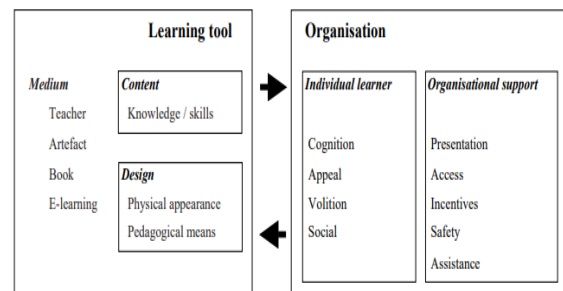 Learning tool
Medium
Teacher
Artefact
Book
E-learning
Content
Knowledge / skills
Design
Physical appearance
Pedagogical means
Organisation
Individual learner
Cognition
Appeal
Volition
Social
Organisational support
Presentation
Access
Incentives
Safety
Assistance